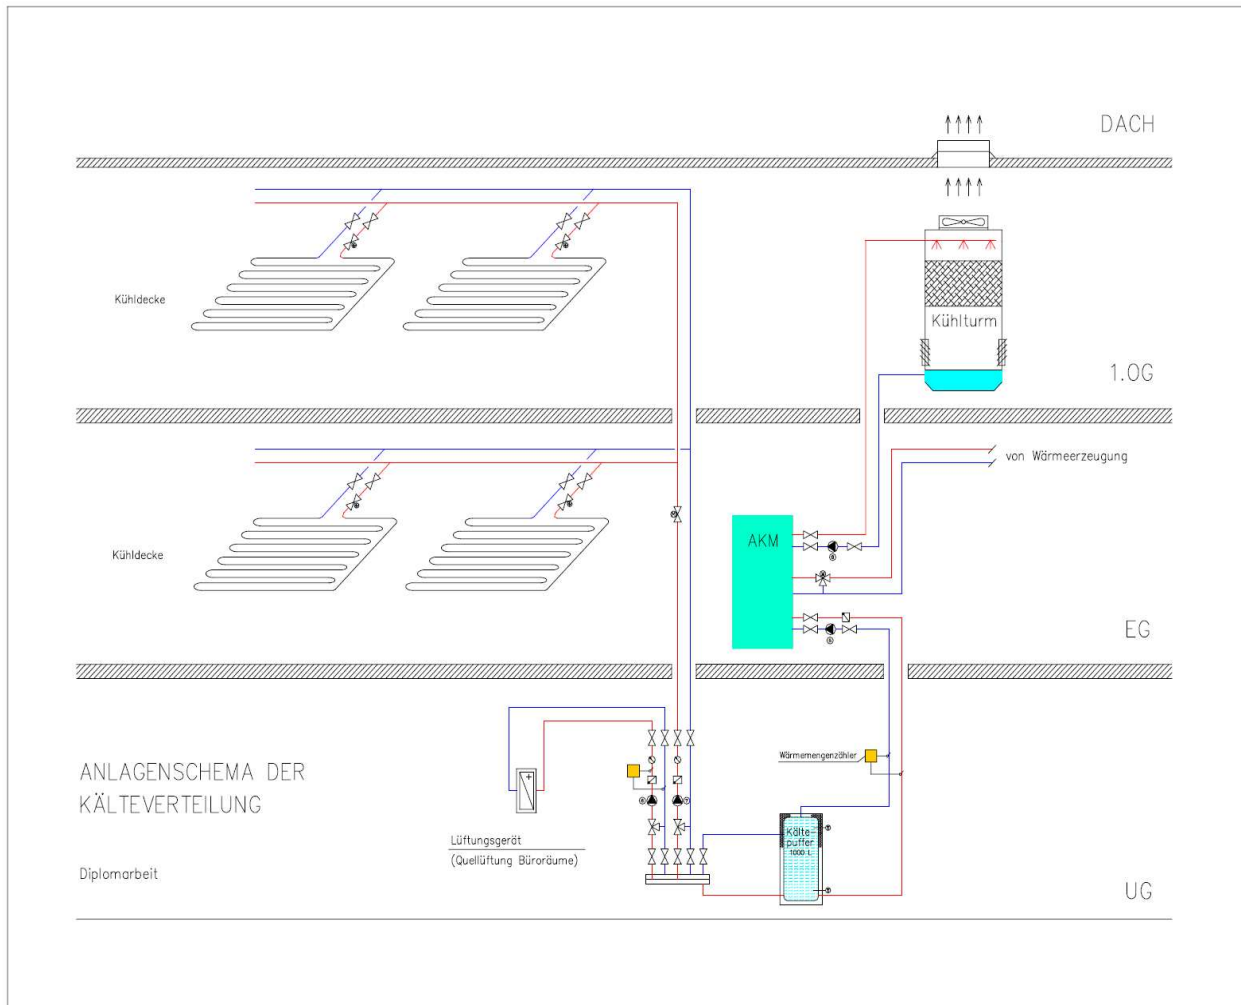 DACH
Kühldecke
Kühlturm
1.OG
von Wärmeerzeugung
AKM
Kühldecke
EG
Wärmemengenzähler
ANLAGENSCHEMA DER
KÄLTEVERTEILUNG
Kälte-
puffer
1000 L
Lüftungsgerät
(Quellüftung Büroräume)
Diplomarbeit
UG